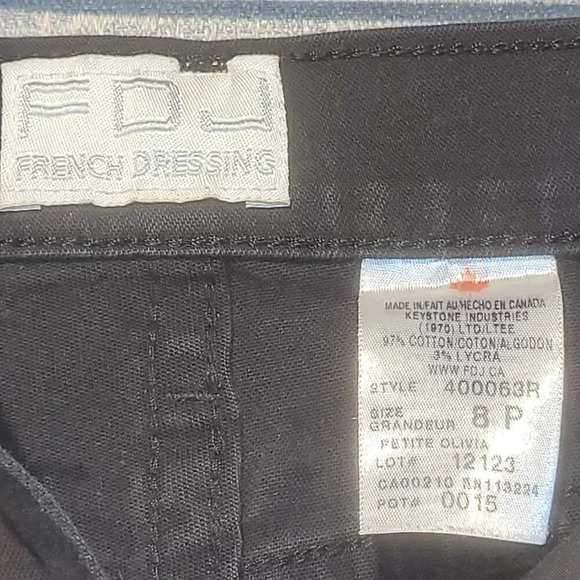 FDJ
FRENCH DRESSING
MADE IN/FAIT AU/HECHO EN CANADA
KEYSTONE INDUSTRIES
(1970) LTD/LTEE
97% COTTON/COTON/ALGODON
3% LYCRA
WWW.FDJ.CA
STYLE 400063R
SIZE
GRANDEUR 8 P
PETITE OLIVIA
LOT# 12123
CA00210 RN113224
POT# 0015